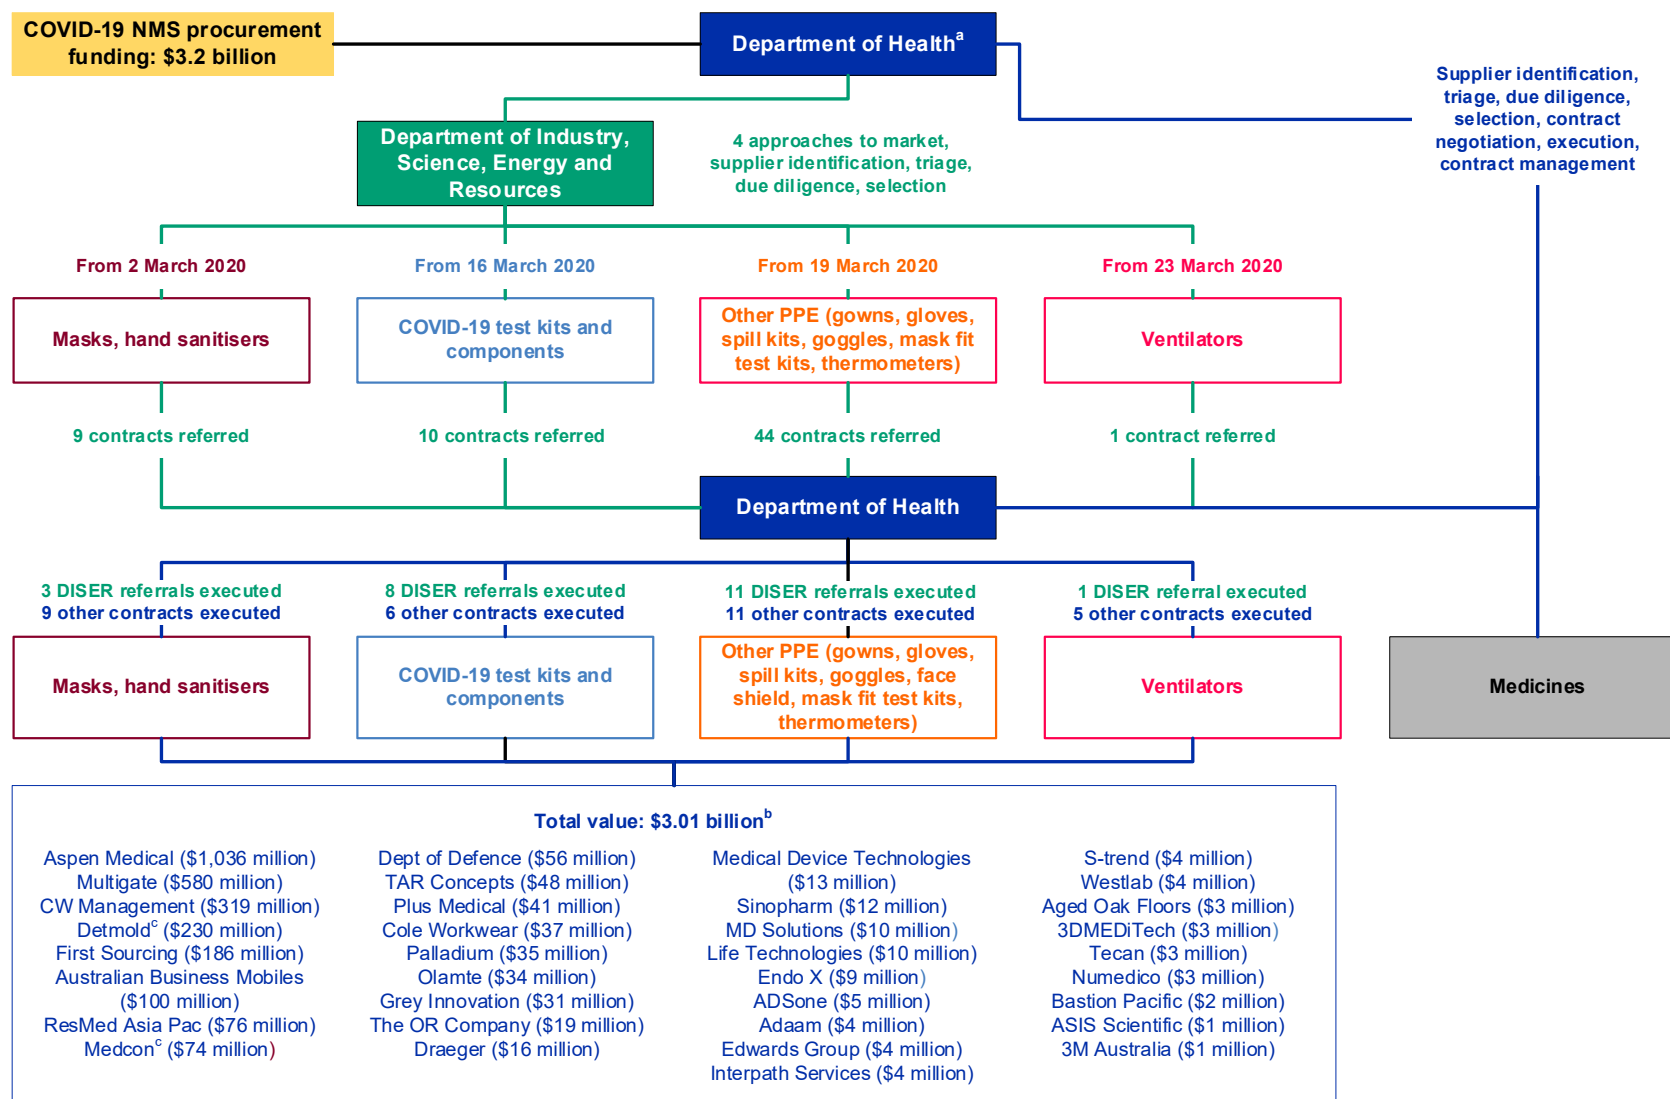 COVID-19 NMS procurement
funding: $3.2 billion
Department of Healthᵃ
Supplier identification,
triage, due diligence,
selection, contract
negotiation, execution,
contract management
Department of Industry,
Science, Energy and
Resources
4 approaches to market,
supplier identification, triage,
due diligence, selection
From 2 March 2020
From 16 March 2020
From 19 March 2020
From 23 March 2020
Masks, hand sanitisers
COVID-19 test kits and
components
Other PPE (gowns, gloves,
spill kits, goggles, mask fit
test kits, thermometers)
Ventilators
9 contracts referred
10 contracts referred
44 contracts referred
1 contract referred
Department of Health
3 DISER referrals executed
9 other contracts executed
8 DISER referrals executed
6 other contracts executed
11 DISER referrals executed
11 other contracts executed
1 DISER referral executed
5 other contracts executed
Masks, hand sanitisers
COVID-19 test kits and
components
Other PPE (gowns, gloves,
spill kits, goggles, face
shield, mask fit test kits,
thermometers)
Ventilators
Medicines
Total value: $3.01 billionᵇ
Aspen Medical ($1,036 million)
Multigate ($580 million)
CW Management ($319 million)
Detmoldᶜ ($230 million)
First Sourcing ($186 million)
Australian Business Mobiles
($100 million)
ResMed Asia Pac ($76 million)
Medconᶜ ($74 million)
Dept of Defence ($56 million)
TAR Concepts ($48 million)
Plus Medical ($41 million)
Cole Workwear ($37 million)
Palladium ($35 million)
Olamte ($34 million)
Grey Innovation ($31 million)
The OR Company ($19 million)
Draeger ($16 million)
Medical Device Technologies
($13 million)
Sinopharm ($12 million)
MD Solutions ($10 million)
Life Technologies ($10 million)
Endo X ($9 million)
ADSone ($5 million)
Adaam ($4 million)
Edwards Group ($4 million)
Interpath Services ($4 million)
S-trend ($4 million)
Westlab ($4 million)
Aged Oak Floors ($3 million)
3DMEDiTech ($3 million)
Tecan ($3 million)
Numedico ($3 million)
Bastion Pacific ($2 million)
ASIS Scientific ($1 million)
3M Australia ($1 million)